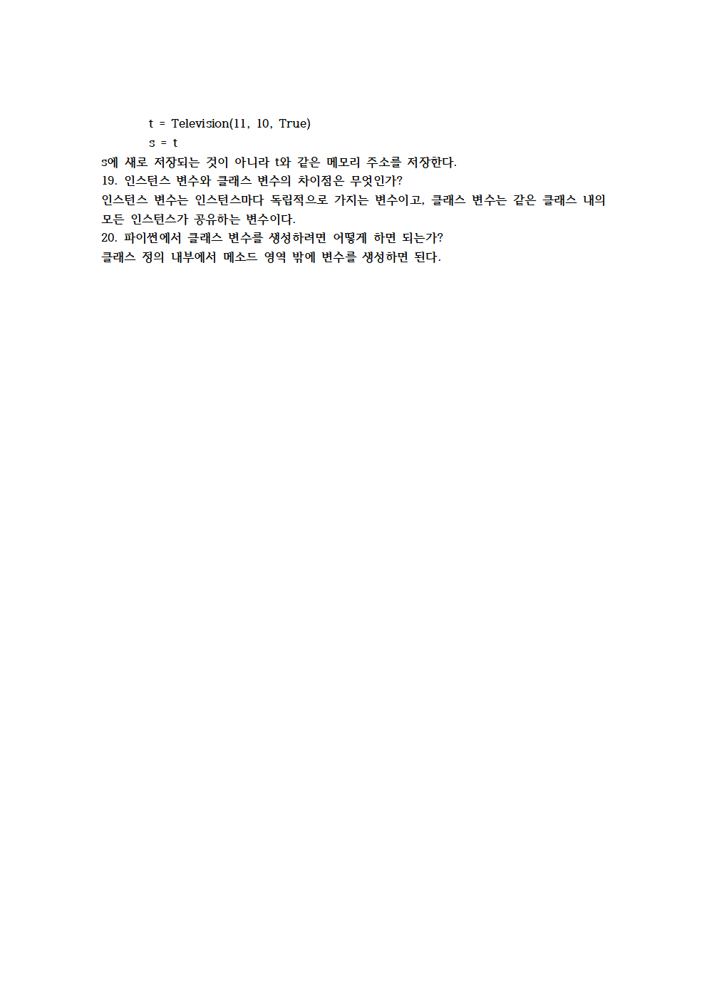 t = Television(11, 10, True)
s = t
s에 새로 저장되는 것이 아니라 t와 같은 메모리 주소를 저장한다.
19. 인스턴스 변수와 클래스 변수의 차이점은 무엇인가?
인스턴스 변수는 인스턴스마다 독립적으로 가지는 변수이고, 클래스 변수는 같은 클래스 내의
모든 인스턴스가 공유하는 변수이다.
20. 파이썬에서 클래스 변수를 생성하려면 어떻게 하면 되는가?
클래스 정의 내부에서 메소드 영역 밖에 변수를 생성하면 된다.